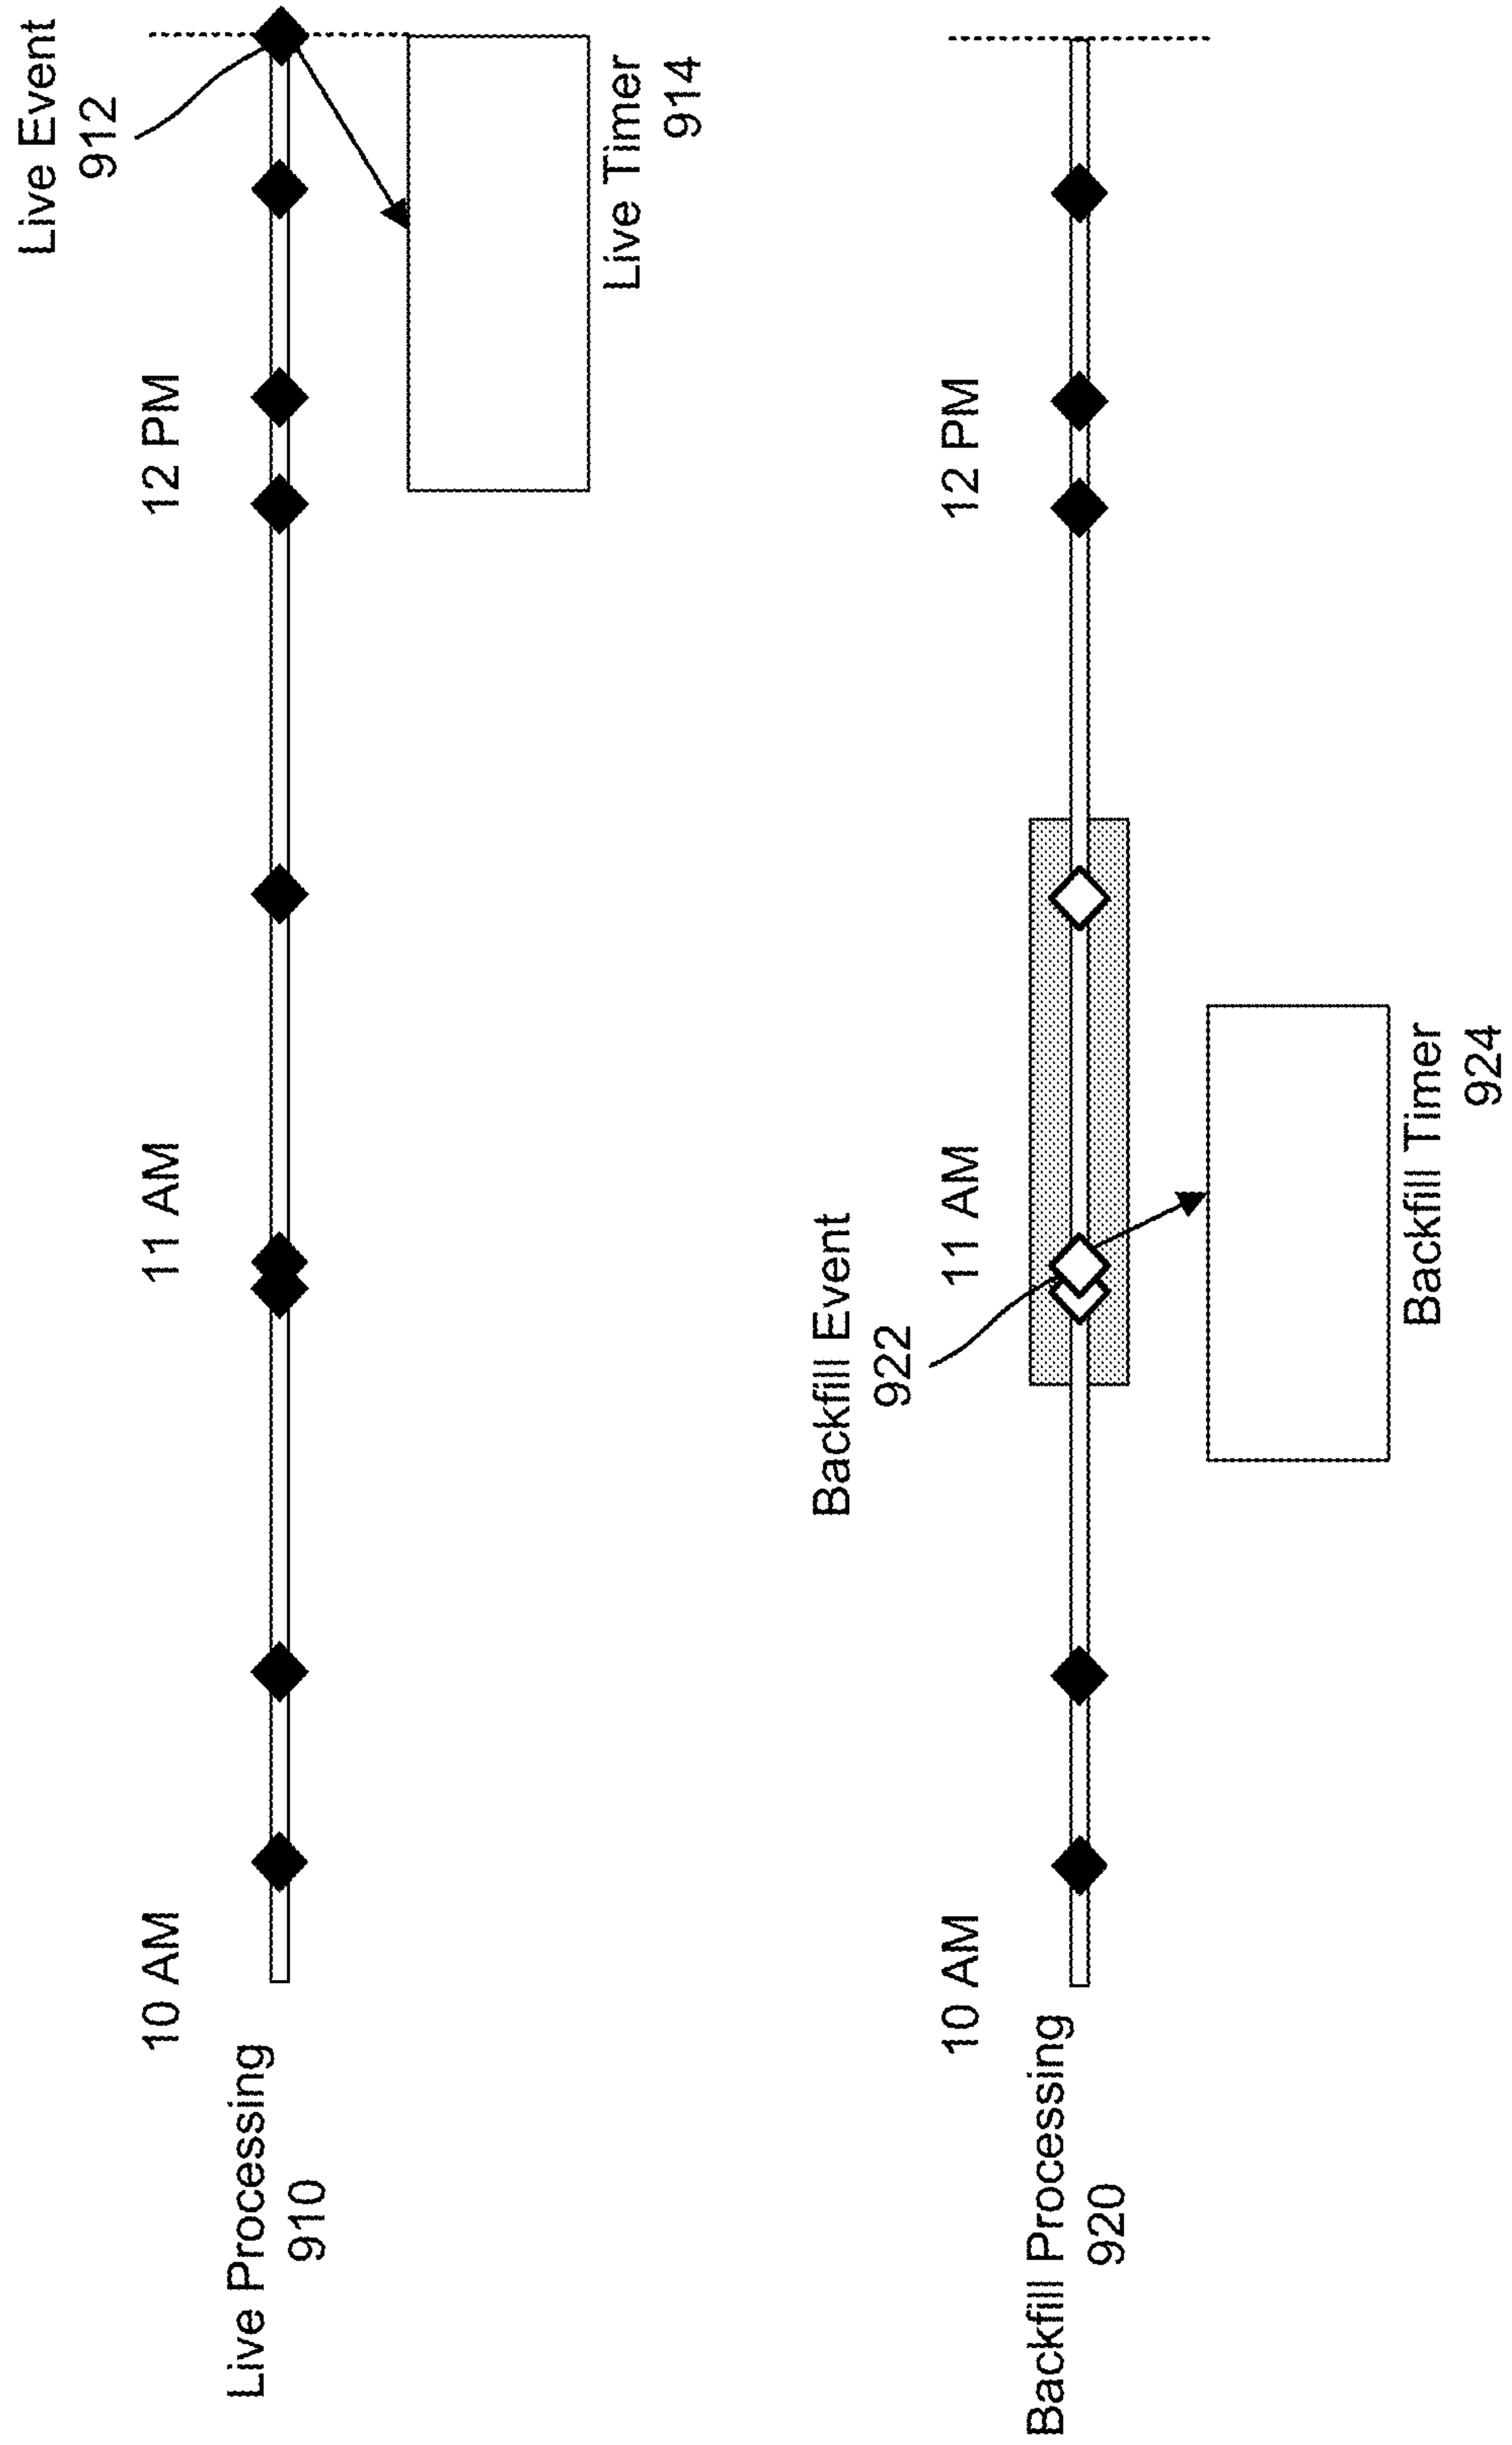 Live Event
912
10 AM
11 AM
12 PM
Live Processing
910
Live Timer
914
Backfill Event
922
10 AM
11 AM
12 PM
Backfill Processing
920
Backfill Timer
924